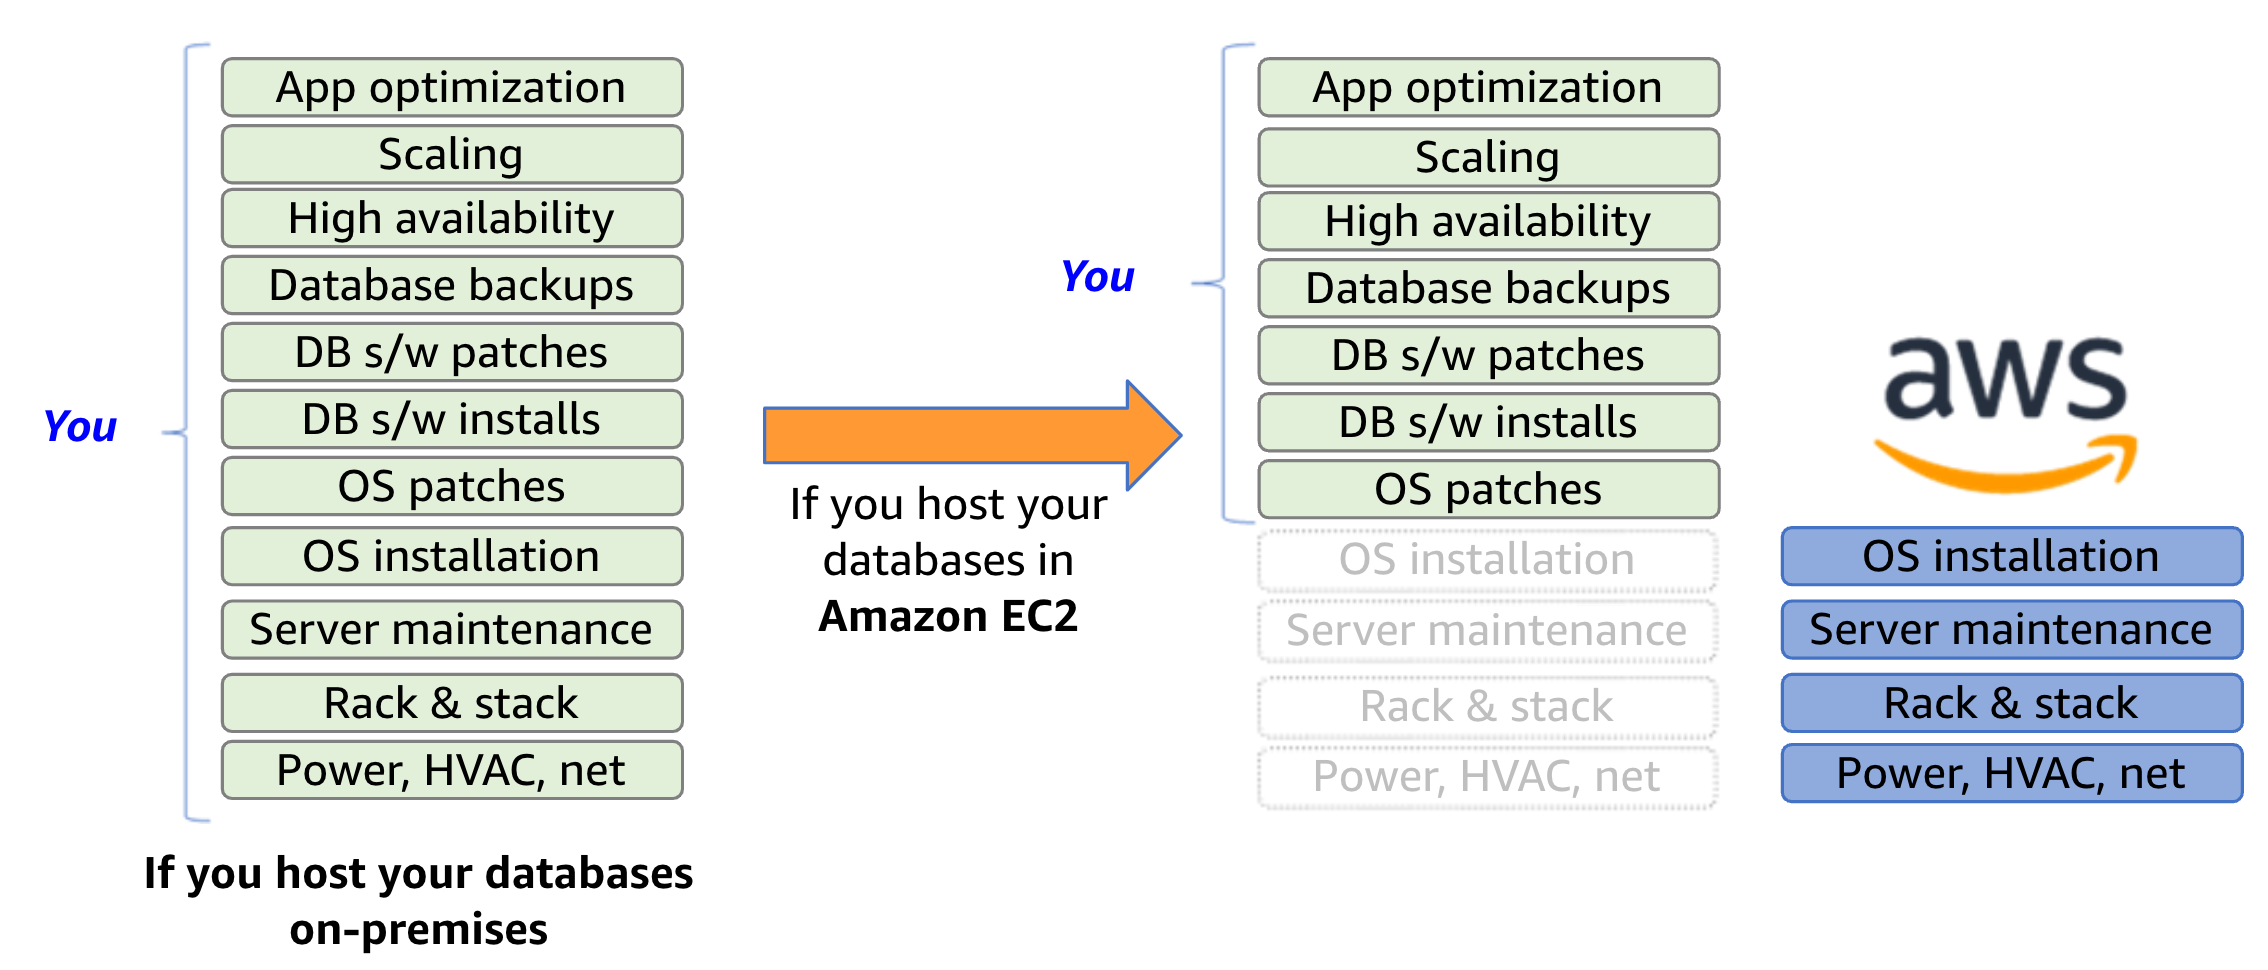 You
App optimization
Scaling
High availability
Database backups
DB s/w patches
DB s/w installs
OS patches
OS installation
Server maintenance
Rack & stack
Power, HVAC, net
If you host your databases
on-premises
If you host your
databases in
Amazon EC2
You
App optimization
Scaling
High availability
Database backups
DB s/w patches
DB s/w installs
OS patches
OS installation
Server maintenance
Rack & stack
Power, HVAC, net
aws
OS installation
Server maintenance
Rack & stack
Power, HVAC, net